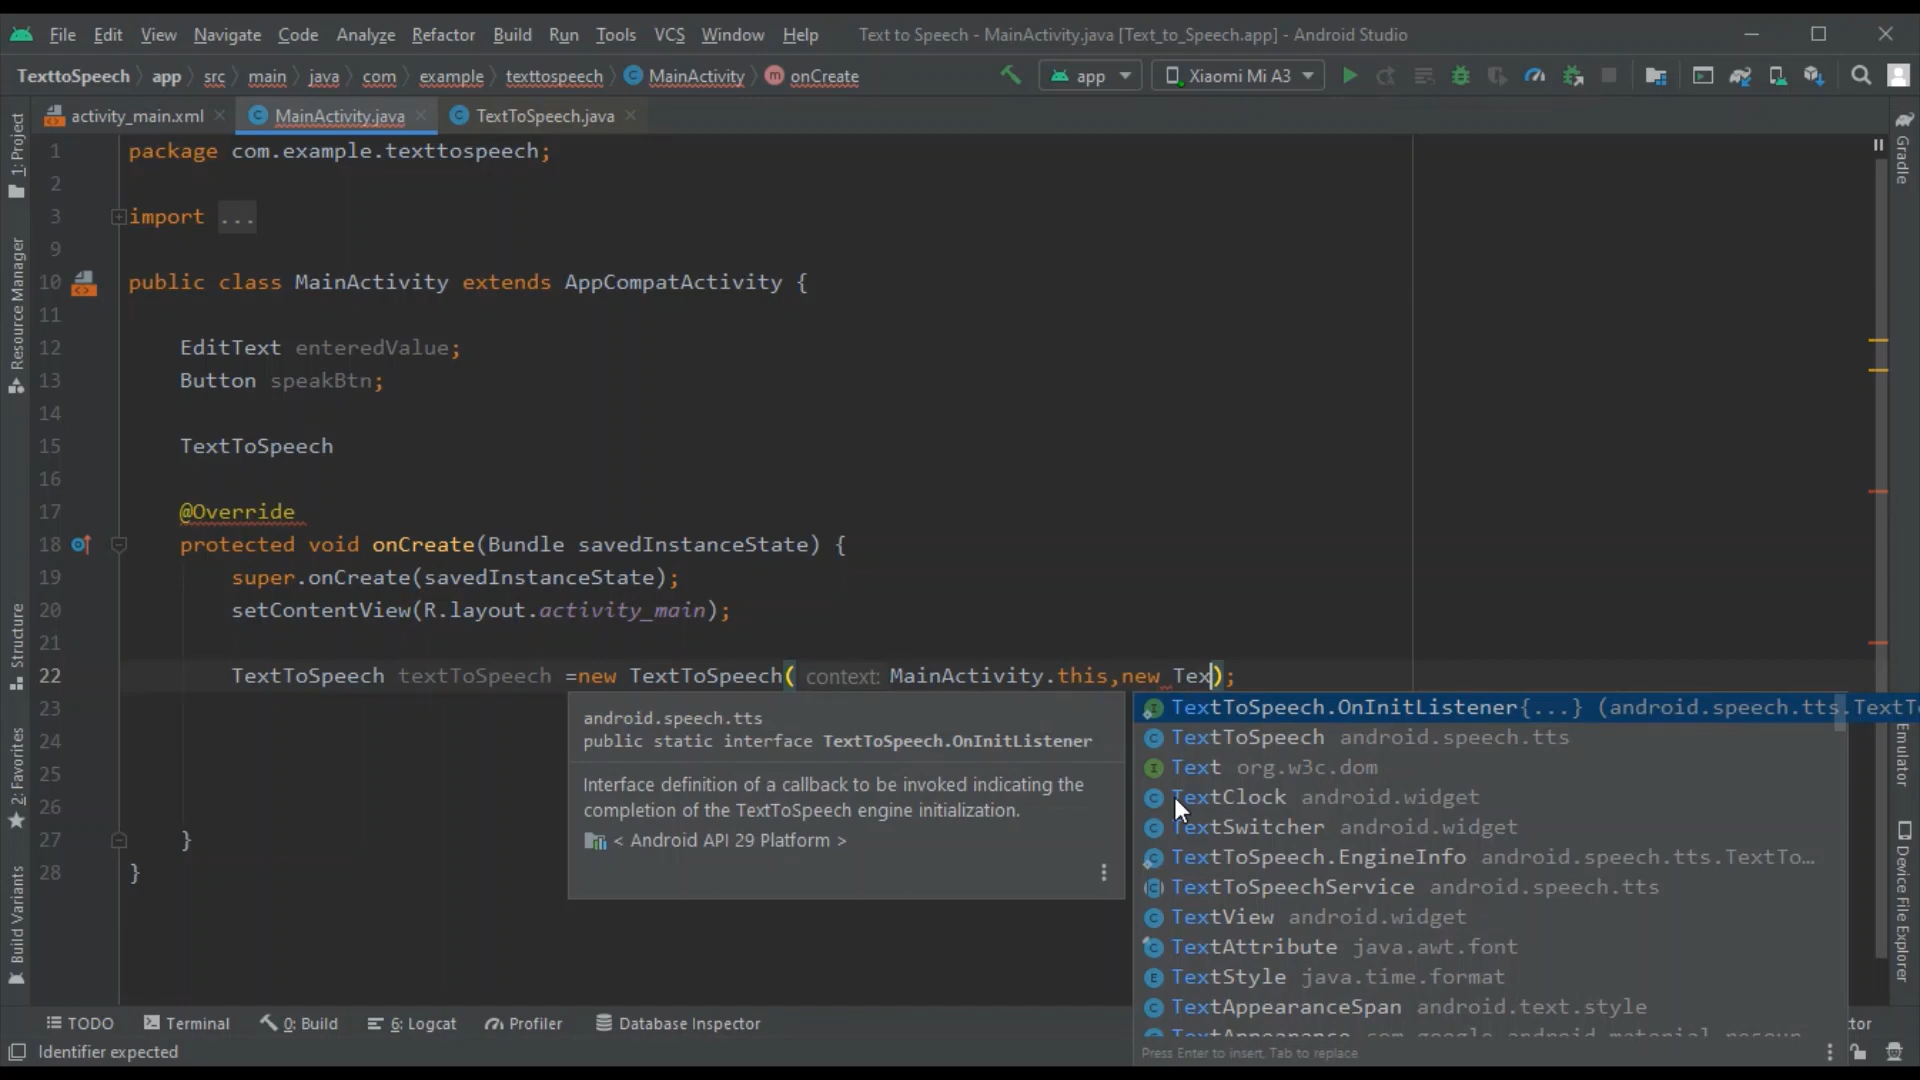 File Edit View Navigate Code Analyze Refactor Build Run Tools VCS Window Help Text to Speech - MainActivity.java [Text_to_Speech.app] - Android Studio
TexttoSpeech app src main java com example texttospeech MainActivity onCreate app Xiaomi Mi A3
activity_main.xml MainActivity.java TextToSpeech.java
1: Project
Resource Manager
Structure
2: Favorites
Build Variants
1 package com.example.texttospeech;
2
3 import ...
9
10 public class MainActivity extends AppCompatActivity {
11
12 EditText enteredValue;
13 Button speakBtn;
14
15 TextToSpeech
16
17 @Override
18 protected void onCreate(Bundle savedInstanceState) {
19 super.onCreate(savedInstanceState);
20 setContentView(R.layout.activity_main);
21
22 TextToSpeech textToSpeech =new TextToSpeech( context: MainActivity.this,new Tex);
23
24
25
26
27 }
28 }
android.speech.tts
public static interface TextToSpeech.OnInitListener
Interface definition of a callback to be invoked indicating the
completion of the TextToSpeech engine initialization.
< Android API 29 Platform >
TextToSpeech.OnInitListener{...} (android.speech.tts.TextT
TextToSpeech android.speech.tts
Text org.w3c.dom
TextClock android.widget
TextSwitcher android.widget
TextToSpeech.EngineInfo android.speech.tts.TextTo...
TextToSpeechService android.speech.tts
TextView android.widget
TextAttribute java.awt.font
TextStyle java.time.format
TextAppearanceSpan android.text.style
Press Enter to insert, Tab to replace
Gradle
Emulator
Device File Explorer
TODO Terminal 0: Build 6: Logcat Profiler Database Inspector
Identifier expected